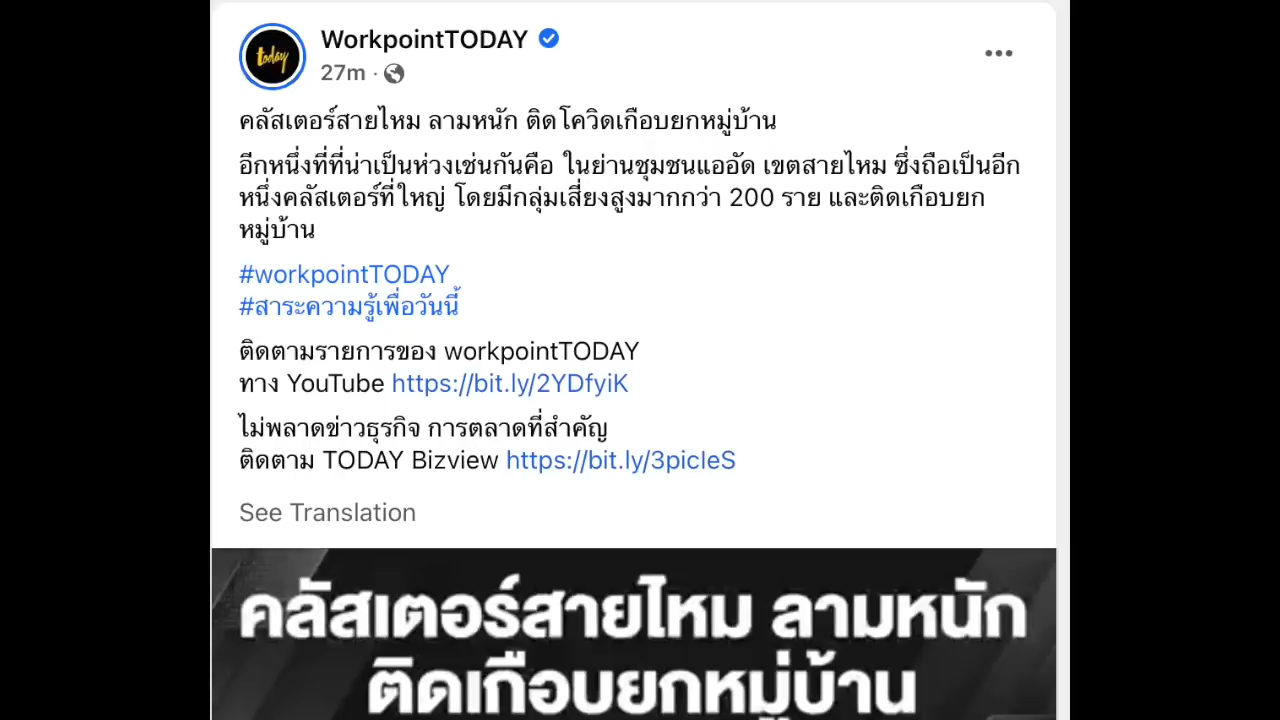 today
WorkpointTODAY
27m ·
คลัสเตอร์สายไหม ลามหนัก ติดโควิดเกือบยกหมู่บ้าน
อีกหนึ่งที่ที่น่าเป็นห่วงเช่นกันคือ ในย่านชุมชนแออัด เขตสายไหม ซึ่งถือเป็นอีก
หนึ่งคลัสเตอร์ที่ใหญ่ โดยมีกลุ่มเสี่ยงสูงมากกว่า 200 ราย และติดเกือบยก
หมู่บ้าน
#workpointTODAY
#สาระความรู้เพื่อวันนี้
ติดตามรายการของ workpointTODAY
ทาง YouTube https://bit.ly/2YDfyiK
ไม่พลาดข่าวธุรกิจ การตลาดที่สำคัญ
ติดตาม TODAY Bizview https://bit.ly/3picIeS
See Translation
คลัสเตอร์สายไหม ลามหนัก
ติดเกือบยกหมู่บ้าน